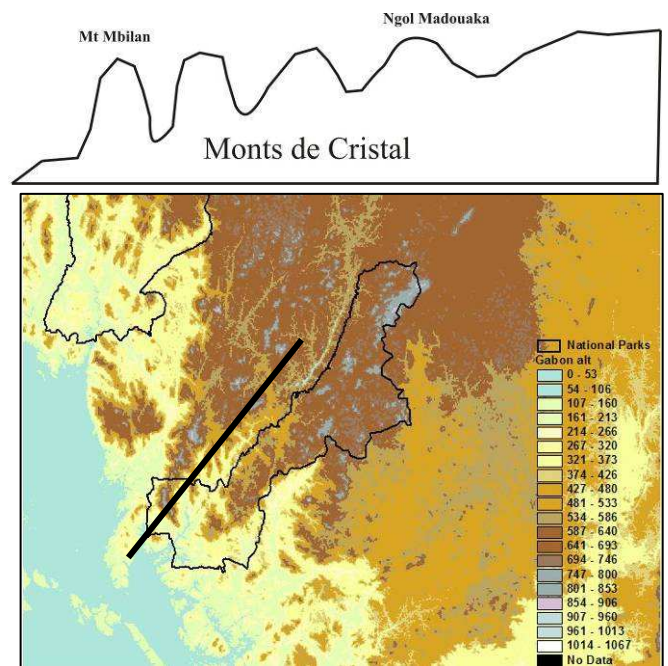 Mt Mbilan
Ngol Madouaka
Monts de Cristal
National Parks
Gabon alt
0 - 53
54 - 106
107 - 160
161 - 213
214 - 266
267 - 320
321 - 373
374 - 426
427 - 480
481 - 533
534 - 586
587 - 640
641 - 693
694 - 746
747 - 800
801 - 853
854 - 906
907 - 960
961 - 1013
1014 - 1067
No Data